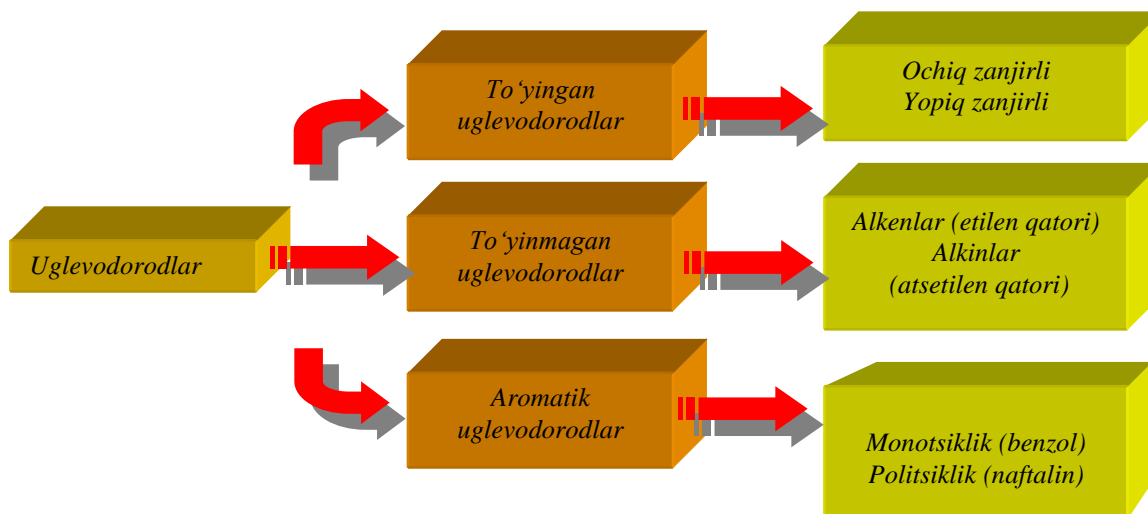 Uglevodorodlar
To‘yingan
uglevodorodlar
Ochiq zanjirli
Yopiq zanjirli
To‘yinmagan
uglevodorodlar
Alkenlar (etilen qatori)
Alkinlar
(atsetilen qatori)
Aromatik
uglevodorodlar
Monotsiklik (benzol)
Politsiklik (naftalin)